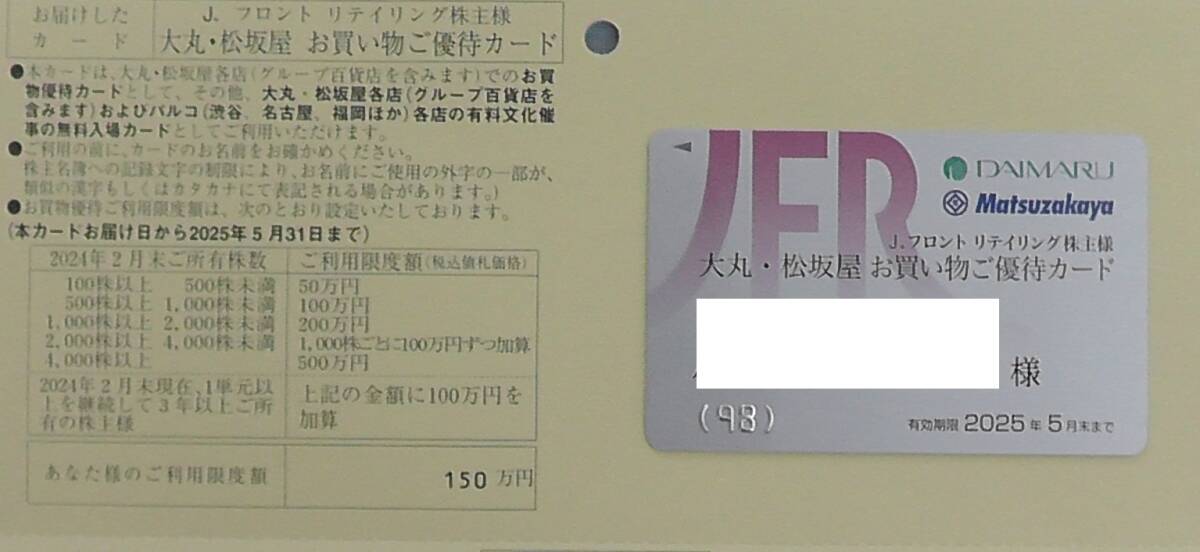 お届けした
カード
J. フロント リテイリング株主様
大丸・松坂屋 お買い物ご優待カード
●本カードは、大丸・松坂屋各店(グループ百貨店を含みます)でのお買
物優待カードとして、その他、大丸・松坂屋各店(グループ百貨店を
含みます)およびパルコ(渋谷、名古屋、福岡ほか)各店の有料文化催
事の無料入場カードとしてご利用いただけます。
●ご利用の前に、カードのお名前をお確かめください。
株主名簿への記録文字の制限により、お名前にご使用の外字の一部が、
類似の漢字もしくはカタカナにて表記される場合があります。)
●お買物優待ご利用限度額は、次のとおり設定いたしております。
(本カードお届け日から2025年5月31日まで)
2024年2月末ご所有株数 ご利用限度額(税込値札価格)
100株以上 500株未満 50万円
500株以上 1,000株未満 100万円
1,000株以上 2,000株未満 200万円
2,000株以上 4,000株未満 1,000株ごとに100万円ずつ加算
4,000株以上 500万円
2024年2月末現在、1単元以
上を継続して3年以上ご所
有の株主様
上記の金額に100万円を
加算
あなた様のご利用限度額 150 万円
JFR
DAIMARU
Matsuzakaya
J.フロント リテイリング株主様
大丸・松坂屋 お買い物ご優待カード
様
(98)
有効期限 2025年5月末まで